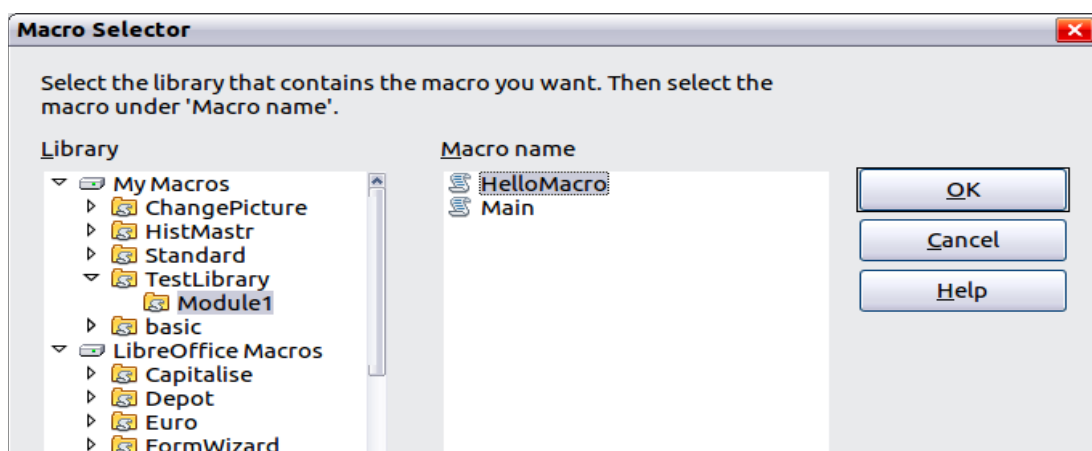 Macro Selector
Select the library that contains the macro you want. Then select the
macro under 'Macro name'.
Library
My Macros
ChangePicture
HistMastr
Standard
TestLibrary
Module1
basic
LibreOffice Macros
Capitalise
Depot
Euro
FormWizard
Macro name
HelloMacro
Main
OK
Cancel
Help